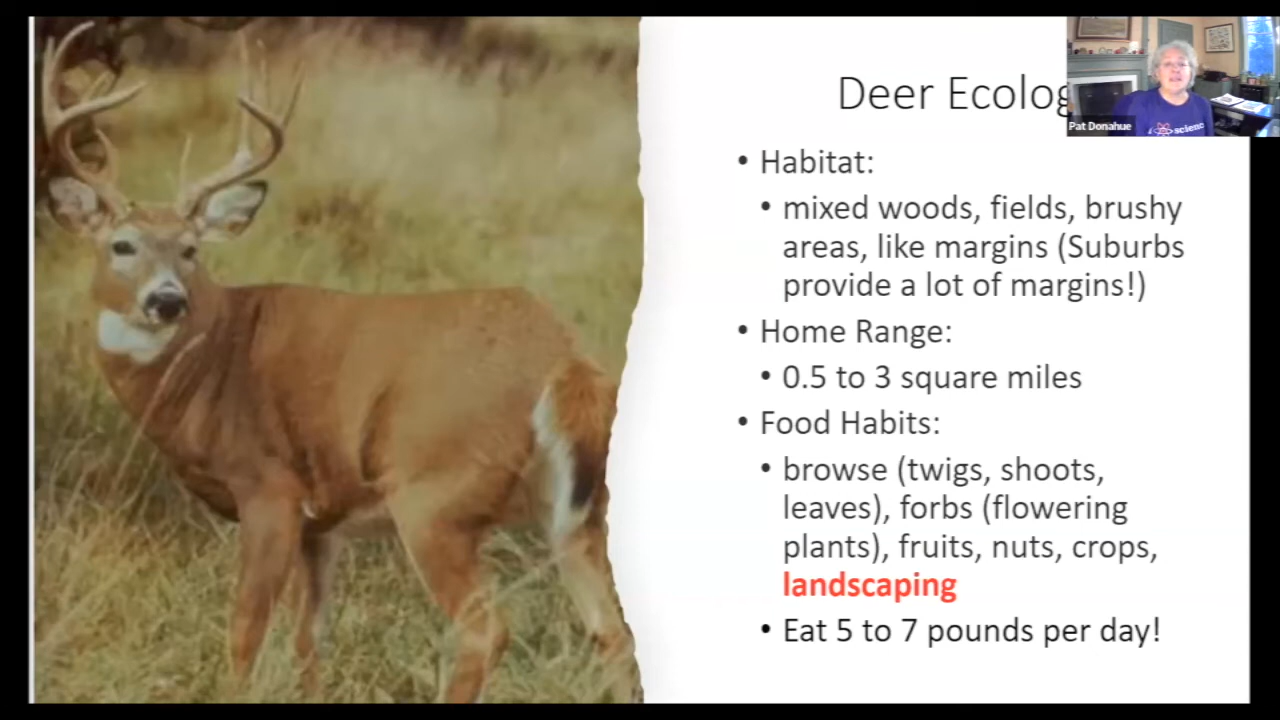 Deer Ecolog
Pat Donahue
science
• Habitat:
• mixed woods, fields, brushy
areas, like margins (Suburbs
provide a lot of margins!)
• Home Range:
• 0.5 to 3 square miles
• Food Habits:
• browse (twigs, shoots,
leaves), forbs (flowering
plants), fruits, nuts, crops,
landscaping
• Eat 5 to 7 pounds per day!